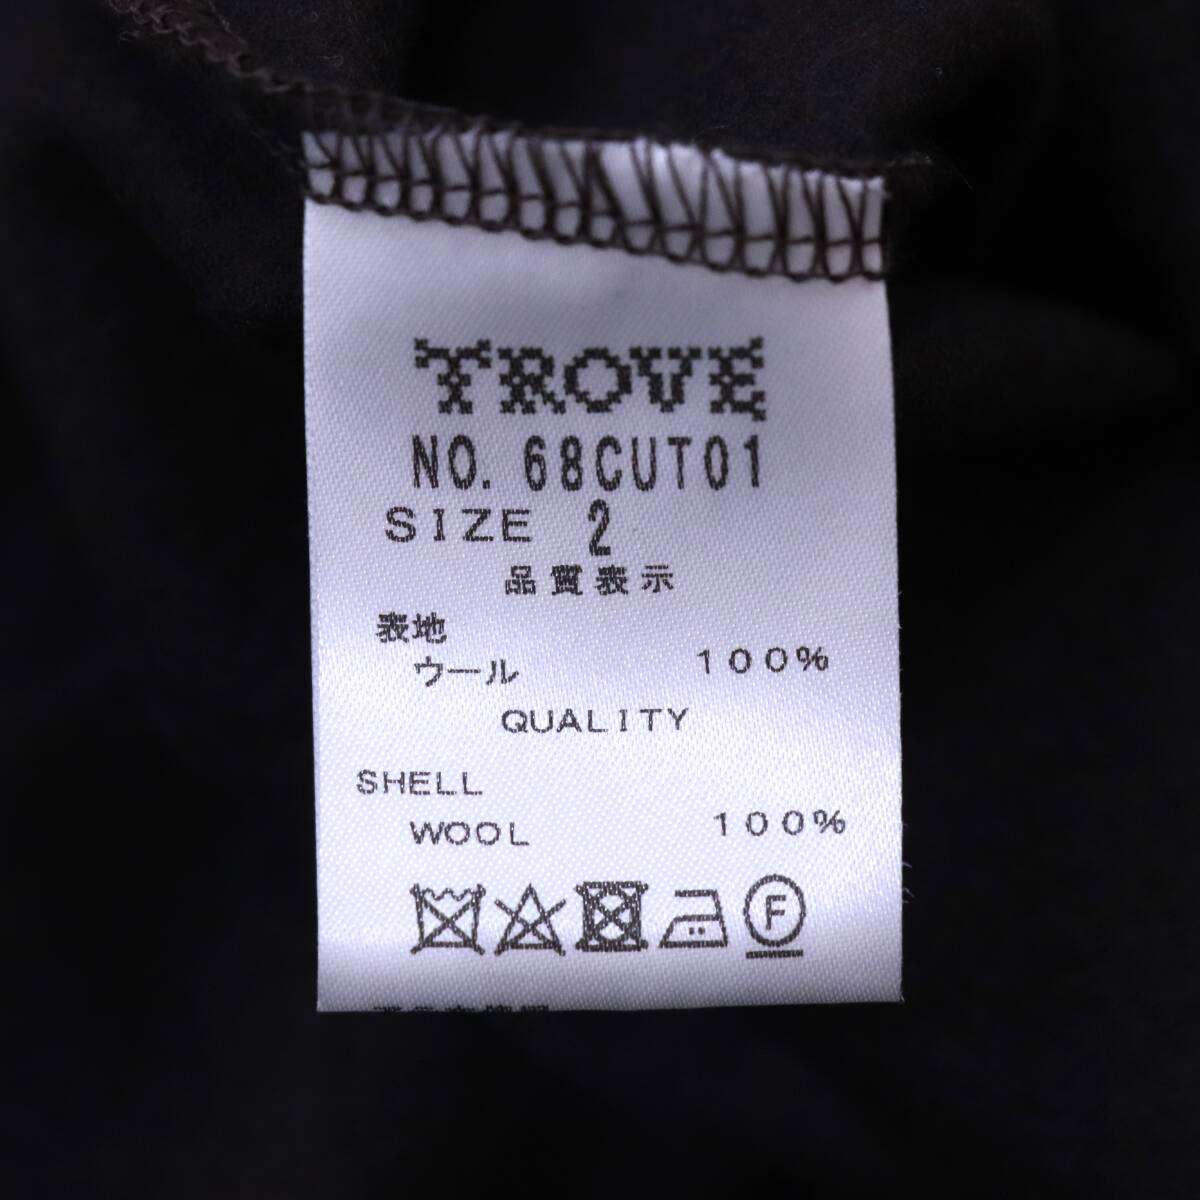 TROVE
NO. 68CUT01
SIZE 2
品質表示
表地
ウール 100%
QUALITY
SHELL
WOOL 100%
F